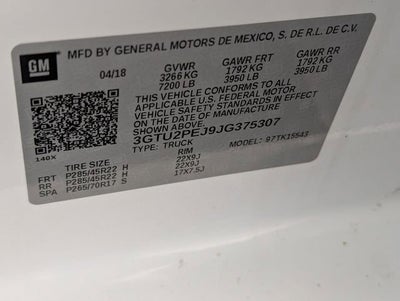 GM
MFD BY GENERAL MOTORS DE MEXICO, S. DE R.L. DE C.V.
04/18
GVWR GAWR FRT GAWR RR
3266 KG 1792 KG 1792 KG
7200 LB 3950 LB 3950 LB
THIS VEHICLE CONFORMS TO ALL
APPLICABLE U.S. FEDERAL MOTOR
VEHICLE SAFETY STANDARDS IN
EFFECT ON THE DATE OF
MANUFACTURE SHOWN ABOVE.
3GTU2PEJ9JG375307
TYPE: TRUCK MODEL: 97TK15543
140X
TIRE SIZE RIM
FRT P285/45R22 H 22X9J
RR P285/45R22 H 22X9J
SPA P265/70R17 S 17X7.5J